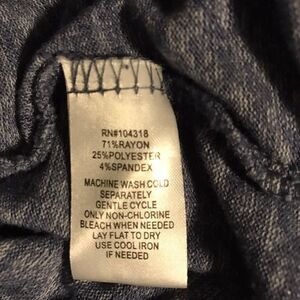 RN#104318
71%RAYON
25%POLYESTER
4%SPANDEX
MACHINE WASH COLD
SEPARATELY
GENTLE CYCLE
ONLY NON-CHLORINE
BLEACH WHEN NEEDED
LAY FLAT TO DRY
USE COOL IRON
IF NEEDED